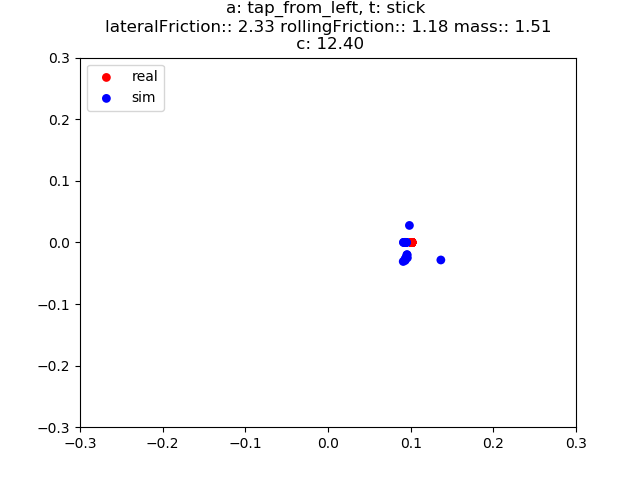 a: tap_from_left, t: stick
lateralFriction:: 2.33 rollingFriction:: 1.18 mass:: 1.51
c: 12.40
real
sim
0.3
0.2
0.1
0.0
−0.1
−0.2
−0.3
−0.3
−0.2
−0.1
0.0
0.1
0.2
0.3